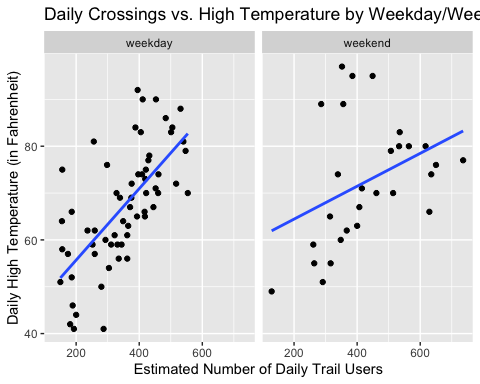 Daily Crossings vs. High Temperature by Weekday/Wee
weekday
weekend
Daily High Temperature (in Fahrenheit)
80
60
40
200
400
600
200
400
600
Estimated Number of Daily Trail Users